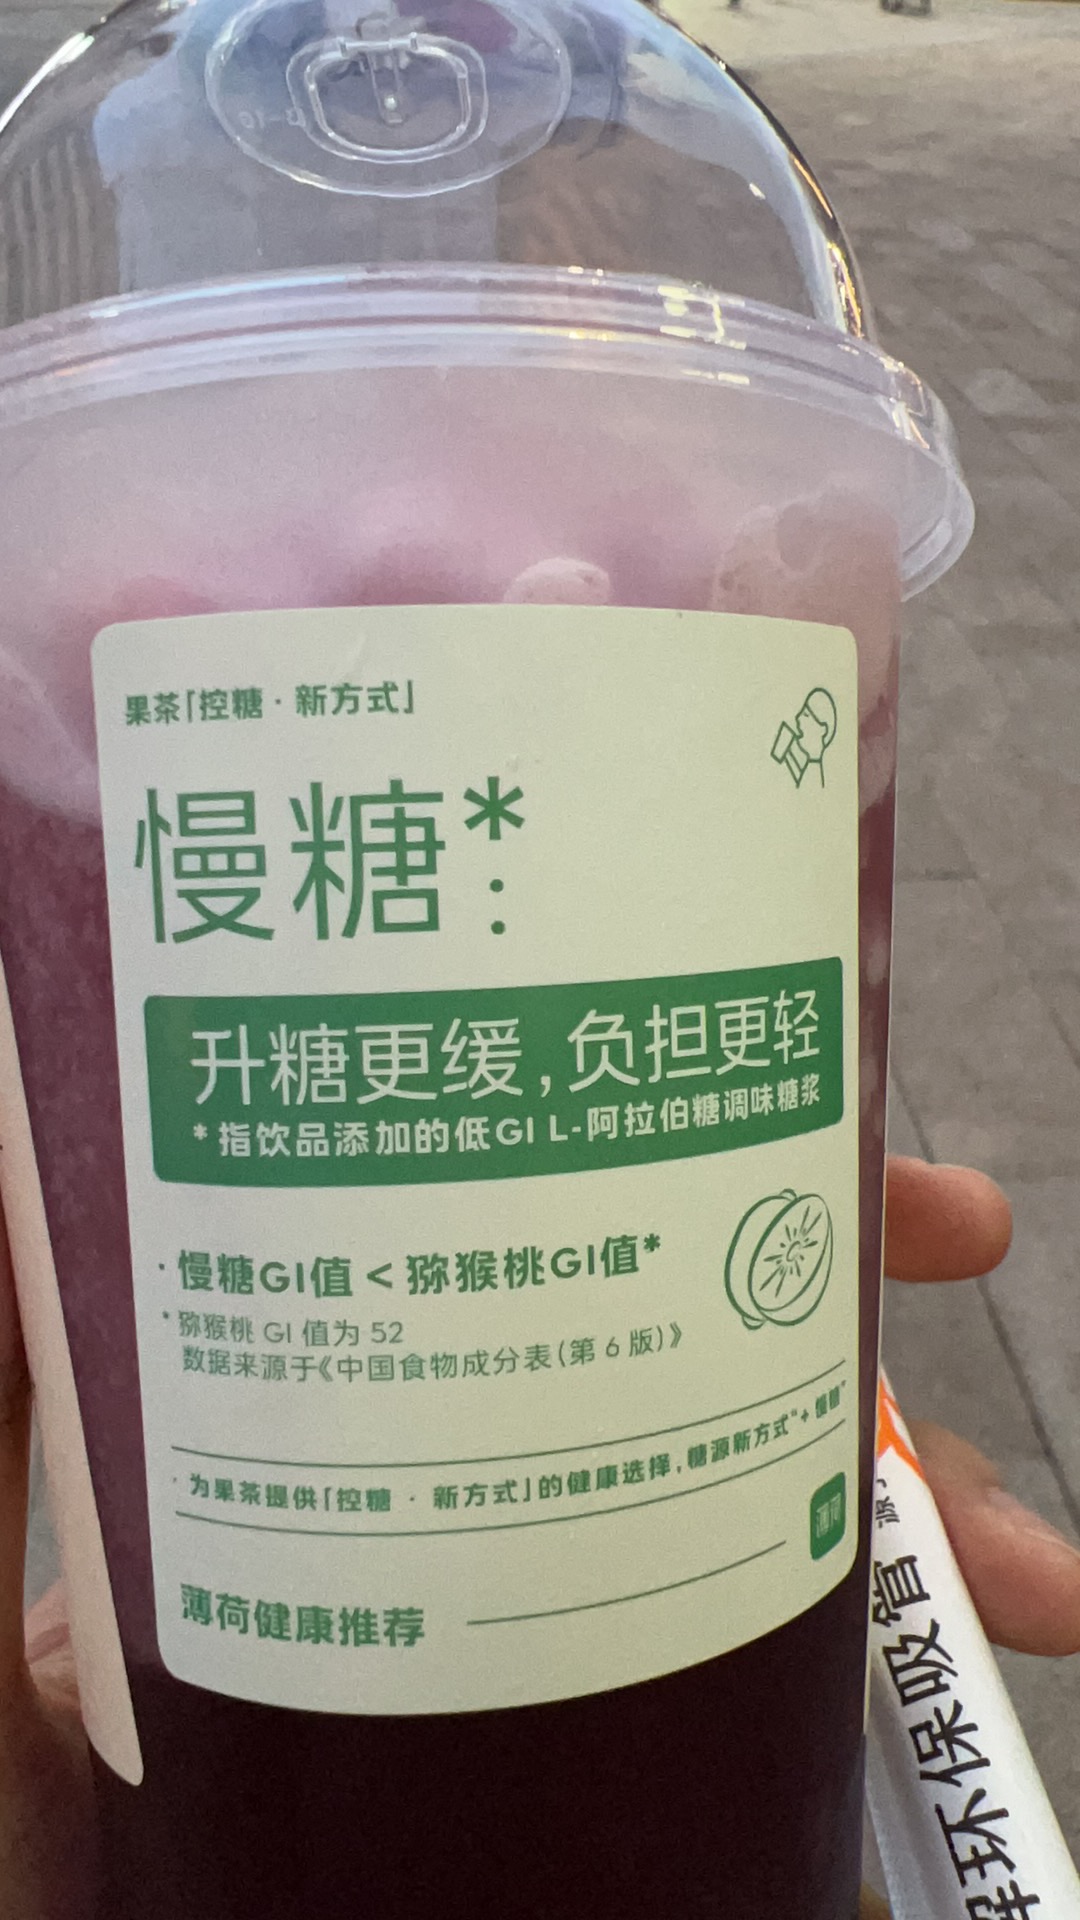 果茶「控糖·新方式」
慢糖*:
升糖更缓,负担更轻
*指饮品添加的低GI L-阿拉伯糖调味糖浆
·慢糖GI值<猕猴桃GI值*
*猕猴桃 GI 值为 52
数据来源于《中国食物成分表(第 6 版)》
·为果茶提供「控糖 · 新方式」的健康选择,糖源新方式“+ 慢糖”
薄荷
薄荷健康推荐
环保吸管